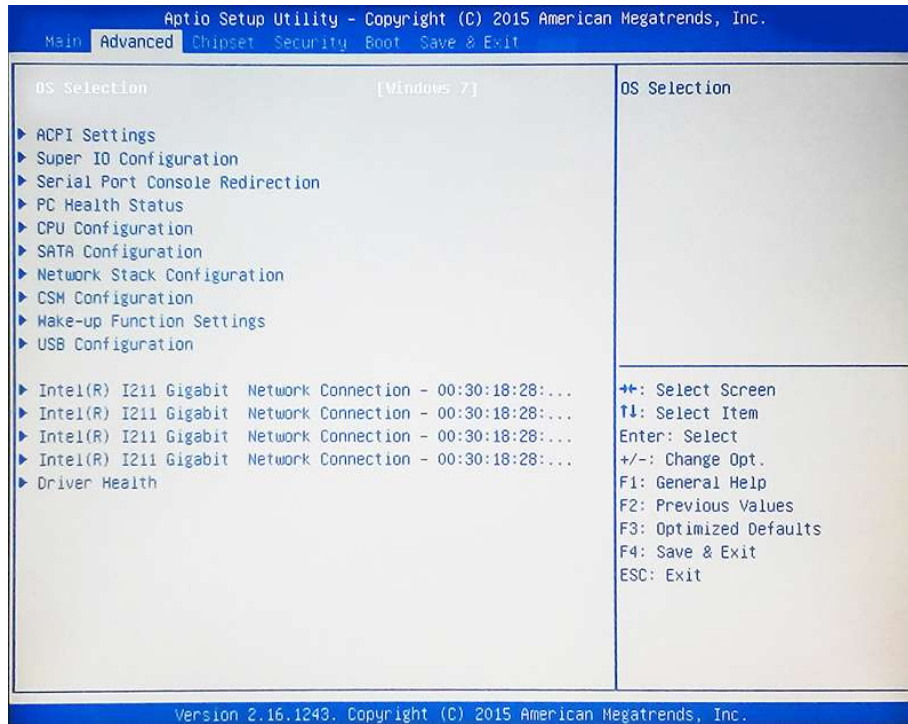 Aptio Setup Utility - Copyright (C) 2015 American Megatrends, Inc.
Main Advanced Chipset Security Boot Save & Exit
OS Selection [Windows 7]
ACPI Settings
Super IO Configuration
Serial Port Console Redirection
PC Health Status
CPU Configuration
SATA Configuration
Network Stack Configuration
CSM Configuration
Wake-up Function Settings
USB Configuration
Intel(R) I211 Gigabit Network Connection - 00:30:18:28:...
Intel(R) I211 Gigabit Network Connection - 00:30:18:28:...
Intel(R) I211 Gigabit Network Connection - 00:30:18:28:...
Intel(R) I211 Gigabit Network Connection - 00:30:18:28:...
Driver Health
OS Selection
→←: Select Screen
↑↓: Select Item
Enter: Select
+/-: Change Opt.
F1: General Help
F2: Previous Values
F3: Optimized Defaults
F4: Save & Exit
ESC: Exit
Version 2.16.1243. Copyright (C) 2015 American Megatrends, Inc.